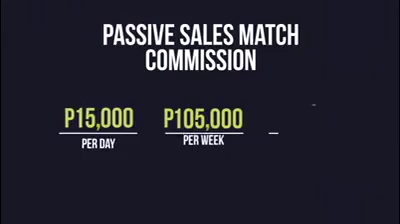 PASSIVE SALES MATCH
COMMISSION
P15,000
PER DAY
P105,000
PER WEEK